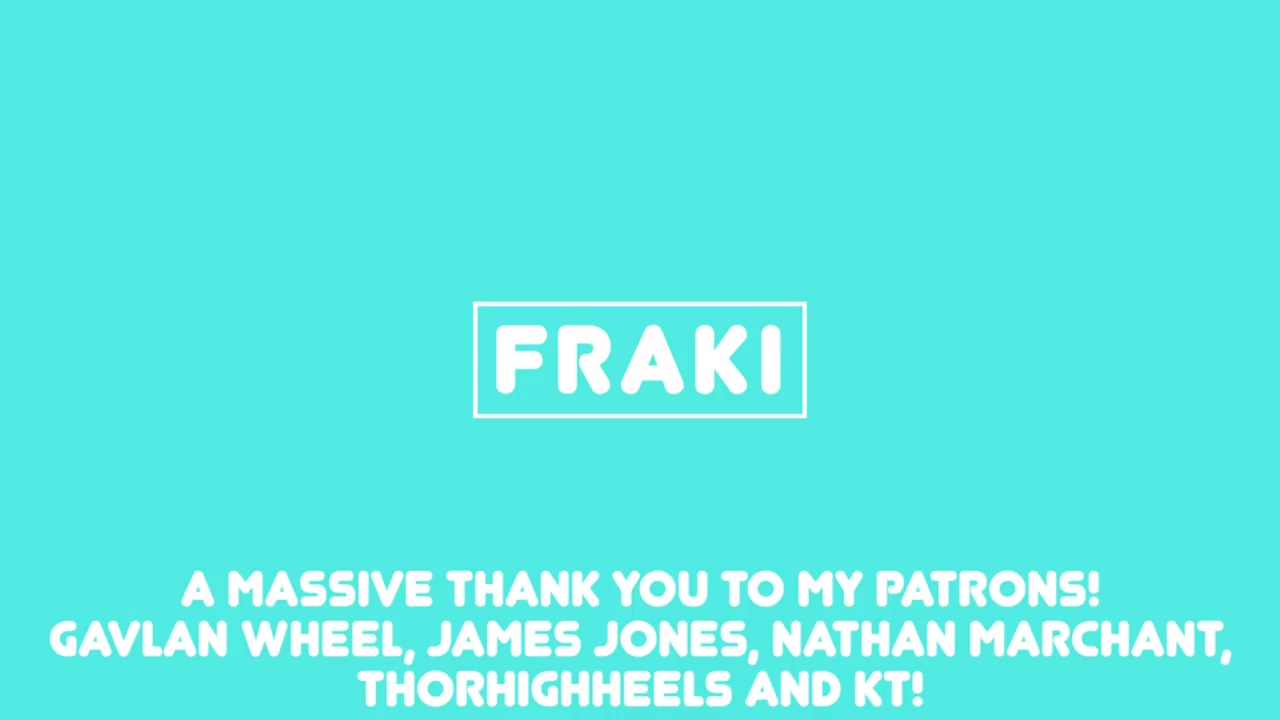 FRAKI
A MASSIVE THANK YOU TO MY PATRONS!
GAVLAN WHEEL, JAMES JONES, NATHAN MARCHANT,
THORHIGHHEELS AND KT!